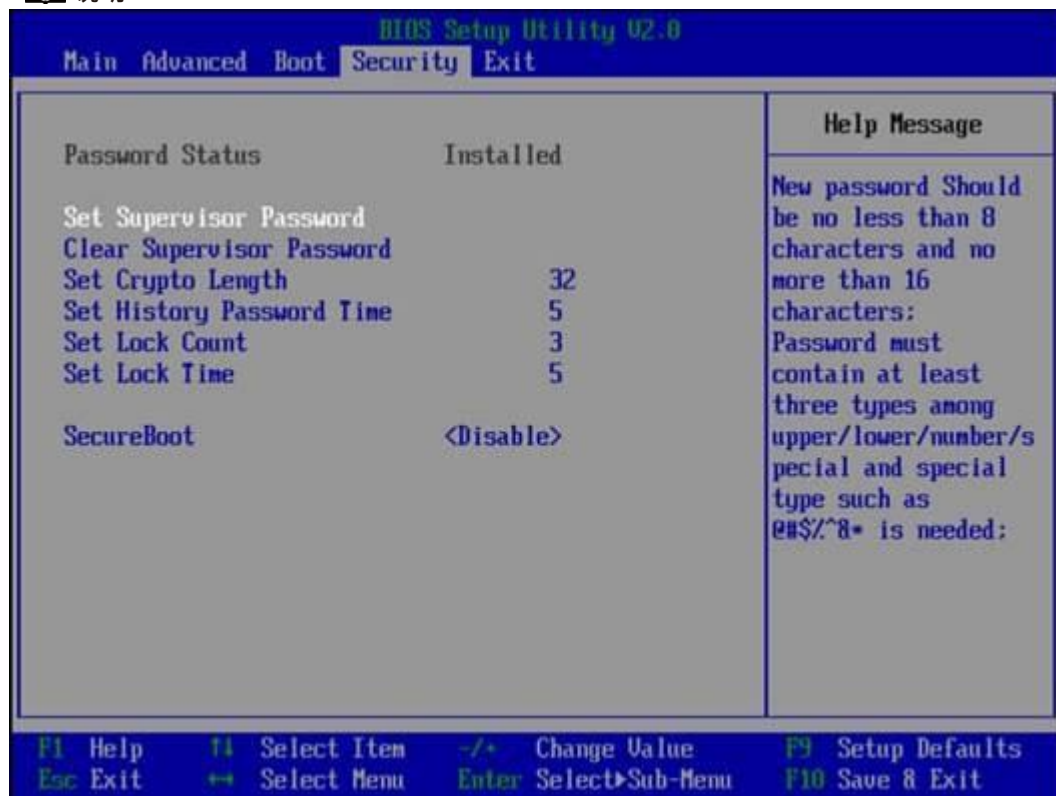 BIOS Setup Utility V2.0
Main Advanced Boot Security Exit
Password Status Installed
Set Supervisor Password
Clear Supervisor Password
Set Crypto Length 32
Set History Password Time 5
Set Lock Count 3
Set Lock Time 5
SecureBoot <Disable>
Help Message
New password Should
be no less than 8
characters and no
more than 16
characters;
Password must
contain at least
three types among
upper/lower/number/s
pecial and special
type such as
@#$%^&* is needed;
F1 Help ↑↓ Select Item -/+ Change Value F9 Setup Defaults
Esc Exit ←→ Select Menu Enter Select▶Sub-Menu F10 Save & Exit